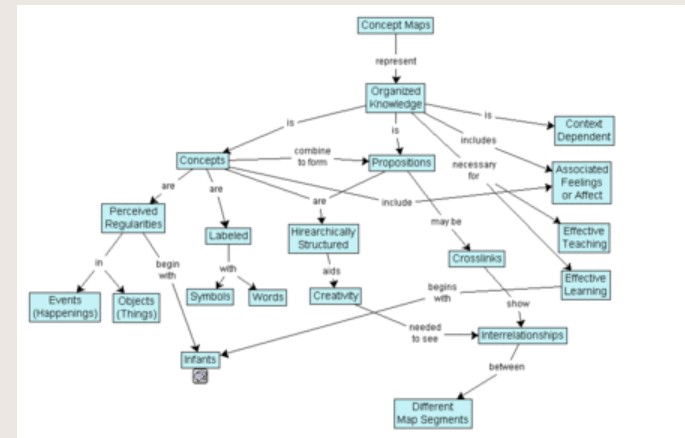 Concept Maps
represent
Organized
Knowledge
is
is
is
includes
necessary
for
Context
Dependent
Concepts
combine
to form
Propositions
Associated
Feelings
or Affect
are
are
are
include
may be
Perceived
Regularities
Labeled
Hirearchically
Structured
Effective
Teaching
Crosslinks
in
begin
with
with
aids
Effective
Learning
Events
(Happenings)
Objects
(Things)
Symbols
Words
Creativity
begins
with
show
needed
to see
Interrelationships
Infants
between
Different
Map Segments